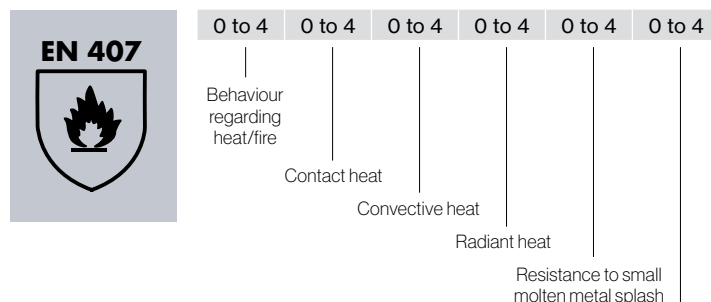 EN 407
0 to 4 0 to 4 0 to 4 0 to 4 0 to 4 0 to 4
Behaviour
regarding
heat/fire
Contact heat
Convective heat
Radiant heat
Resistance to small
molten metal splash